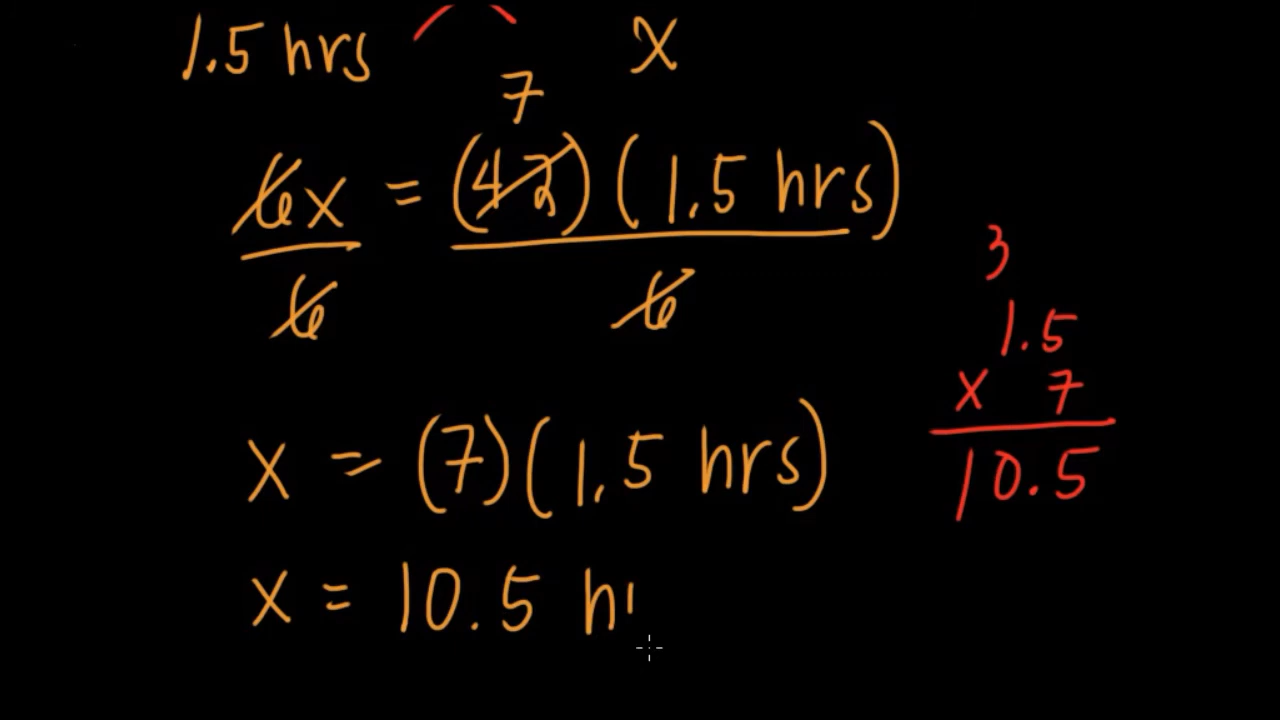 1.5 hrs x
7
6x = (42)(1.5 hrs)
6 6
3
1.5
x 7
10.5
x = (7)(1.5 hrs)
x = 10.5 h